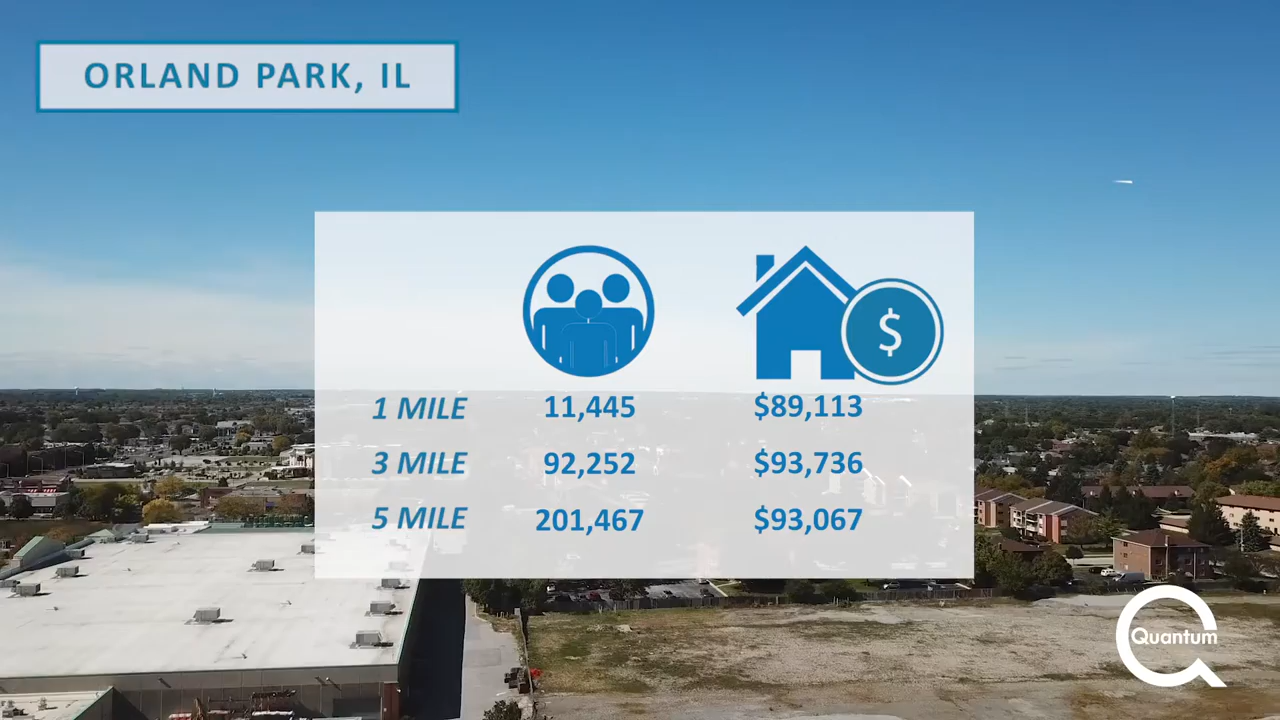 ORLAND PARK, IL
$
1 MILE 11,445 $89,113
3 MILE 92,252 $93,736
5 MILE 201,467 $93,067
Quantum